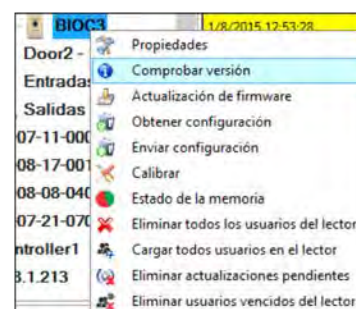 BIOC3
1/8/2015 12:53:28
Door2 -
Entradas
Salidas
07-11-000
08-17-001
08-08-040
07-21-070
ntroller1
3.1.213
Propiedades
Comprobar versión
Actualización de firmware
Obtener configuración
Enviar configuración
Calibrar
Estado de la memoria
Eliminar todos los usuarios del lector
Cargar todos usuarios en el lector
Eliminar actualizaciones pendientes
Eliminar usuarios vencidos del lector